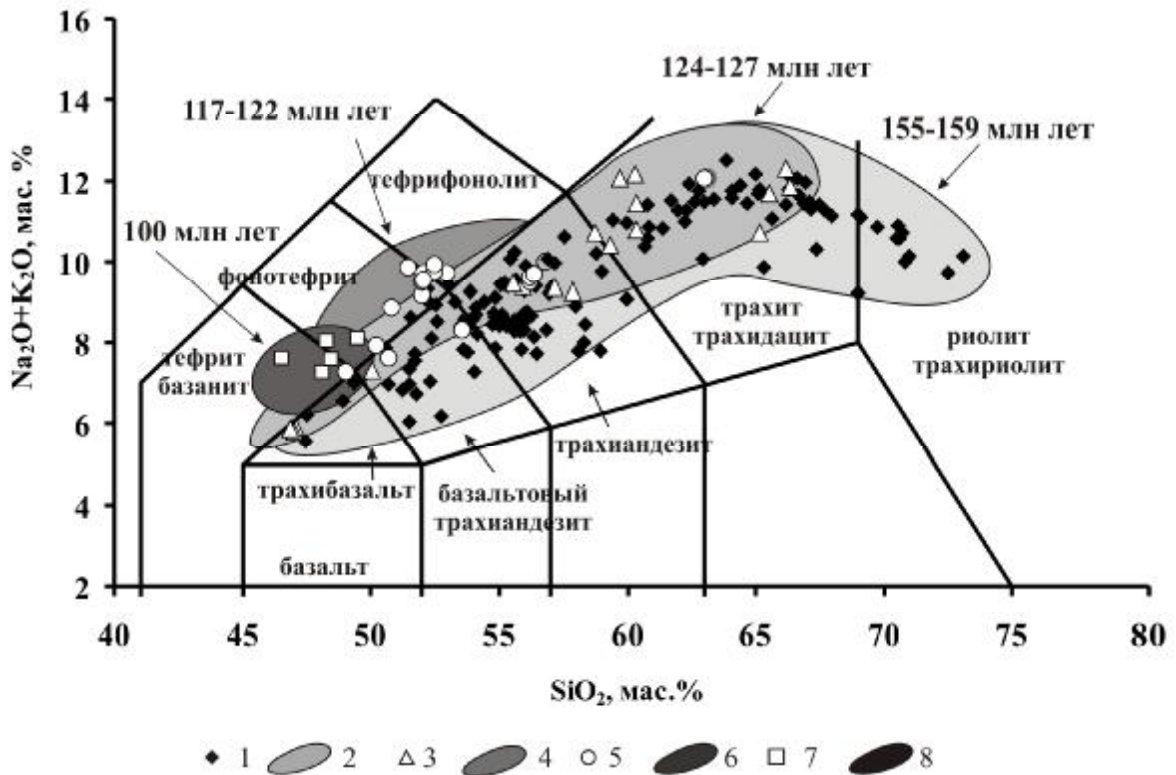 16
14
12
10
8
6
4
2
Na₂O+K₂O, мас. %
124-127 млн лет
117-122 млн лет
155-159 млн лет
тефрифонолит
100 млн лет
фонотефрит
тефрит
базанит
трахит
трахидацит
риолит
трахириолит
трахиандезит
трахибазальт
базальтовый
трахиандезит
базальт
40 45 50 55 60 65 70 75 80
SiO₂, мас.%
1 2 3 4 5 6 7 8